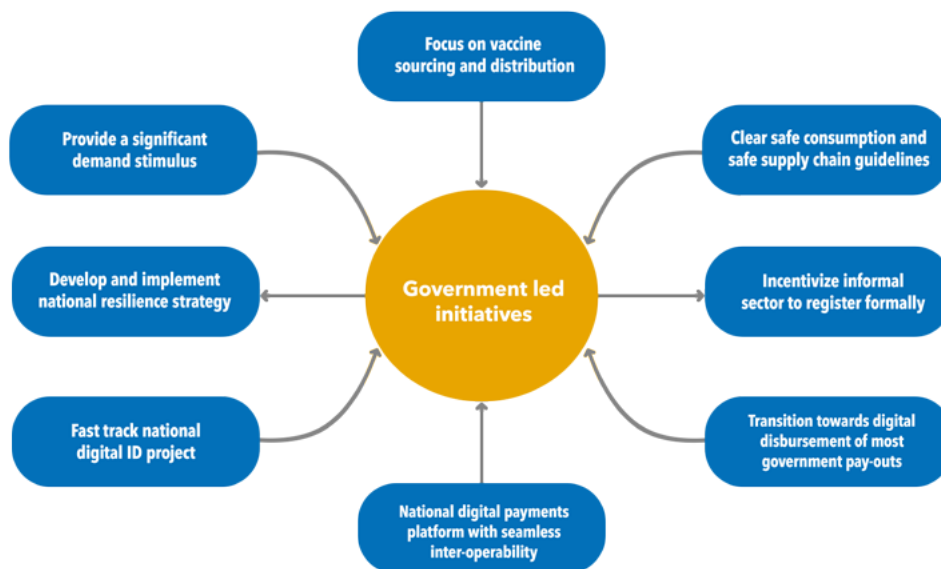 Focus on vaccine
sourcing and distribution
Provide a significant
demand stimulus
Clear safe consumption and
safe supply chain guidelines
Develop and implement
national resilience strategy
Government led
initiatives
Incentivize informal
sector to register formally
Fast track national
digital ID project
Transition towards digital
disbursement of most
government pay-outs
National digital payments
platform with seamless
inter-operability